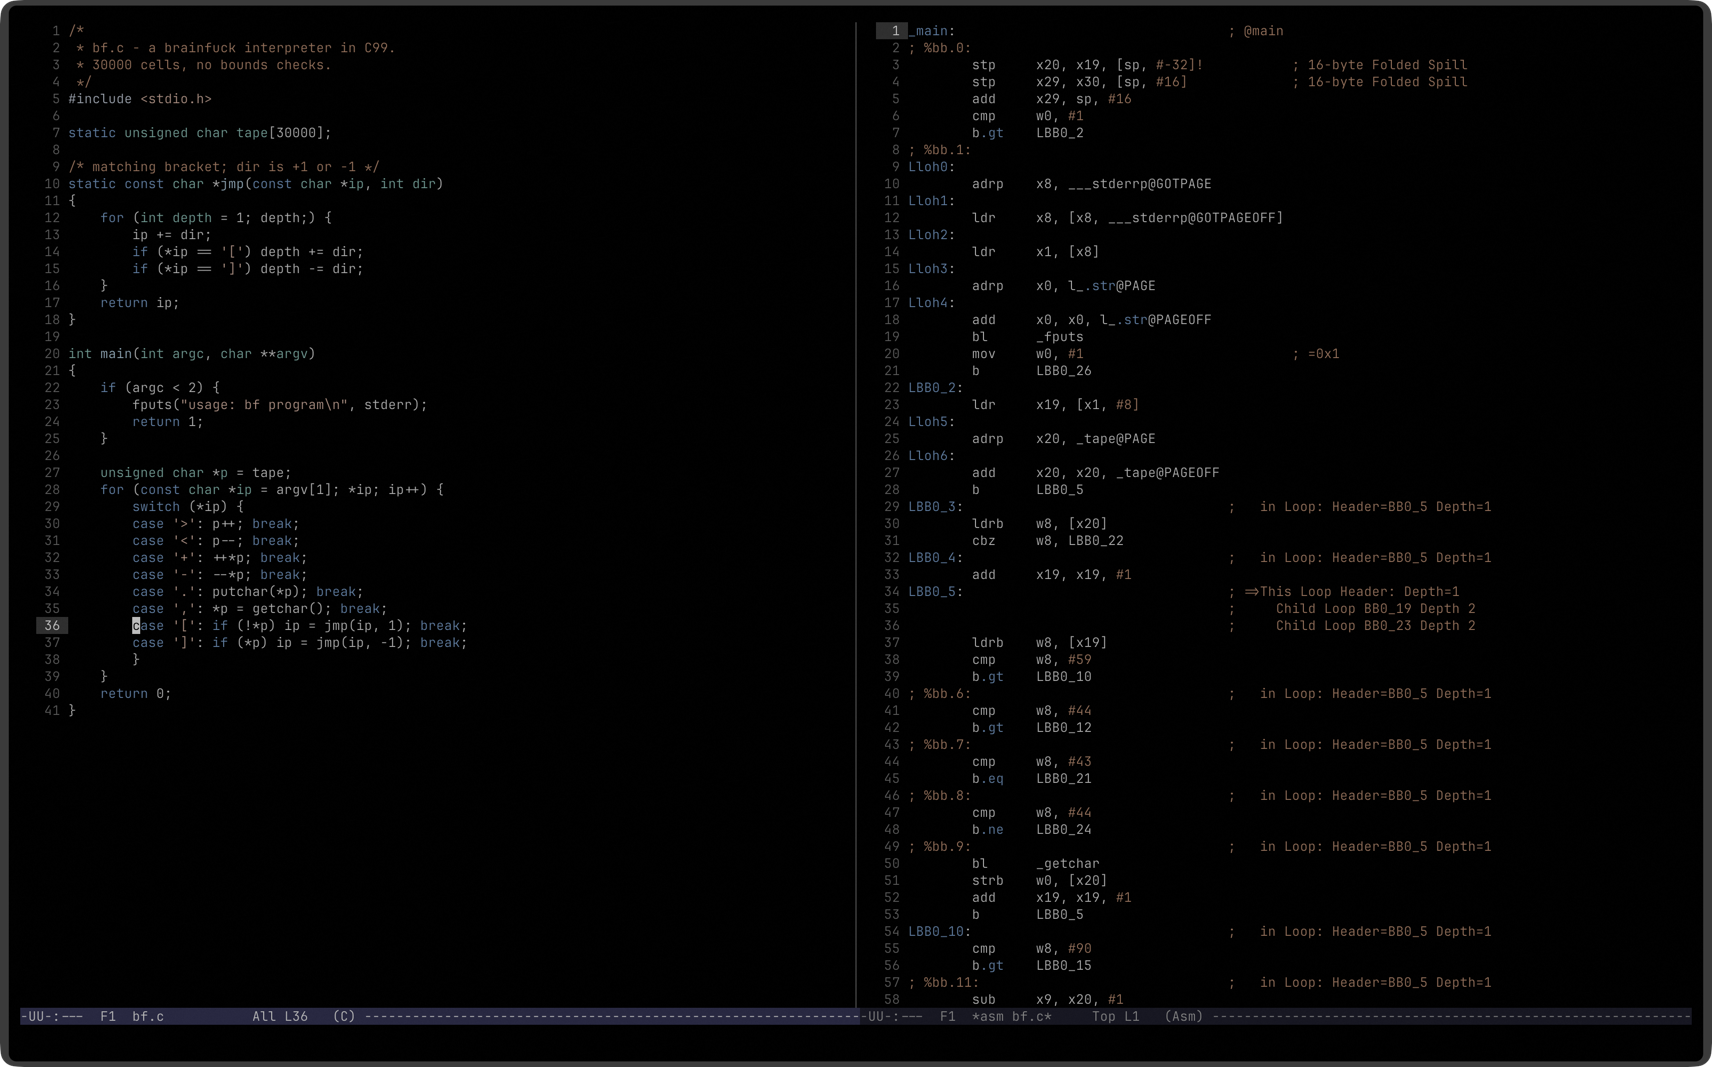 1 /*
2  * bf.c - a brainfuck interpreter in C99.
3  * 30000 cells, no bounds checks.
4  */
5 #include <stdio.h>
6
7 static unsigned char tape[30000];
8
9 /* matching bracket; dir is +1 or -1 */
10 static const char *jmp(const char *ip, int dir)
11 {
12     for (int depth = 1; depth;) {
13         ip += dir;
14         if (*ip == '[') depth += dir;
15         if (*ip == ']') depth -= dir;
16     }
17     return ip;
18 }
19
20 int main(int argc, char **argv)
21 {
22     if (argc < 2) {
23         fputs("usage: bf program\n", stderr);
24         return 1;
25     }
26
27     unsigned char *p = tape;
28     for (const char *ip = argv[1]; *ip; ip++) {
29         switch (*ip) {
30         case '>': p++; break;
31         case '<': p--; break;
32         case '+': ++*p; break;
33         case '-': --*p; break;
34         case '.': putchar(*p); break;
35         case ',': *p = getchar(); break;
36         case '[': if (!*p) ip = jmp(ip, 1); break;
37         case ']': if (*p) ip = jmp(ip, -1); break;
38         }
39     }
40     return 0;
41 }
-UU-:---  F1  bf.c           All L36   (C) --------------------------------------------------------------
1 _main:                                  ; @main
2 ; %bb.0:
3         stp     x20, x19, [sp, #-32]!           ; 16-byte Folded Spill
4         stp     x29, x30, [sp, #16]             ; 16-byte Folded Spill
5         add     x29, sp, #16
6         cmp     w0, #1
7         b.gt    LBB0_2
8 ; %bb.1:
9 Lloh0:
10         adrp    x8, ___stderrp@GOTPAGE
11 Lloh1:
12         ldr     x8, [x8, ___stderrp@GOTPAGEOFF]
13 Lloh2:
14         ldr     x1, [x8]
15 Lloh3:
16         adrp    x0, l_.str@PAGE
17 Lloh4:
18         add     x0, x0, l_.str@PAGEOFF
19         bl      _fputs
20         mov     w0, #1                          ; =0x1
21         b       LBB0_26
22 LBB0_2:
23         ldr     x19, [x1, #8]
24 Lloh5:
25         adrp    x20, _tape@PAGE
26 Lloh6:
27         add     x20, x20, _tape@PAGEOFF
28         b       LBB0_5
29 LBB0_3:                                 ;   in Loop: Header=BB0_5 Depth=1
30         ldrb    w8, [x20]
31         cbz     w8, LBB0_22
32 LBB0_4:                                 ;   in Loop: Header=BB0_5 Depth=1
33         add     x19, x19, #1
34 LBB0_5:                                 ; =>This Loop Header: Depth=1
35                                         ;     Child Loop BB0_19 Depth 2
36                                         ;     Child Loop BB0_23 Depth 2
37         ldrb    w8, [x19]
38         cmp     w8, #59
39         b.gt    LBB0_10
40 ; %bb.6:                                ;   in Loop: Header=BB0_5 Depth=1
41         cmp     w8, #44
42         b.gt    LBB0_12
43 ; %bb.7:                                ;   in Loop: Header=BB0_5 Depth=1
44         cmp     w8, #43
45         b.eq    LBB0_21
46 ; %bb.8:                                ;   in Loop: Header=BB0_5 Depth=1
47         cmp     w8, #44
48         b.ne    LBB0_24
49 ; %bb.9:                                ;   in Loop: Header=BB0_5 Depth=1
50         bl      _getchar
51         strb    w0, [x20]
52         add     x19, x19, #1
53         b       LBB0_5
54 LBB0_10:                                ;   in Loop: Header=BB0_5 Depth=1
55         cmp     w8, #90
56         b.gt    LBB0_15
57 ; %bb.11:                               ;   in Loop: Header=BB0_5 Depth=1
58         sub     x9, x20, #1
-UU-:---  F1  *asm bf.c*     Top L1   (Asm) ------------------------------------------------------------